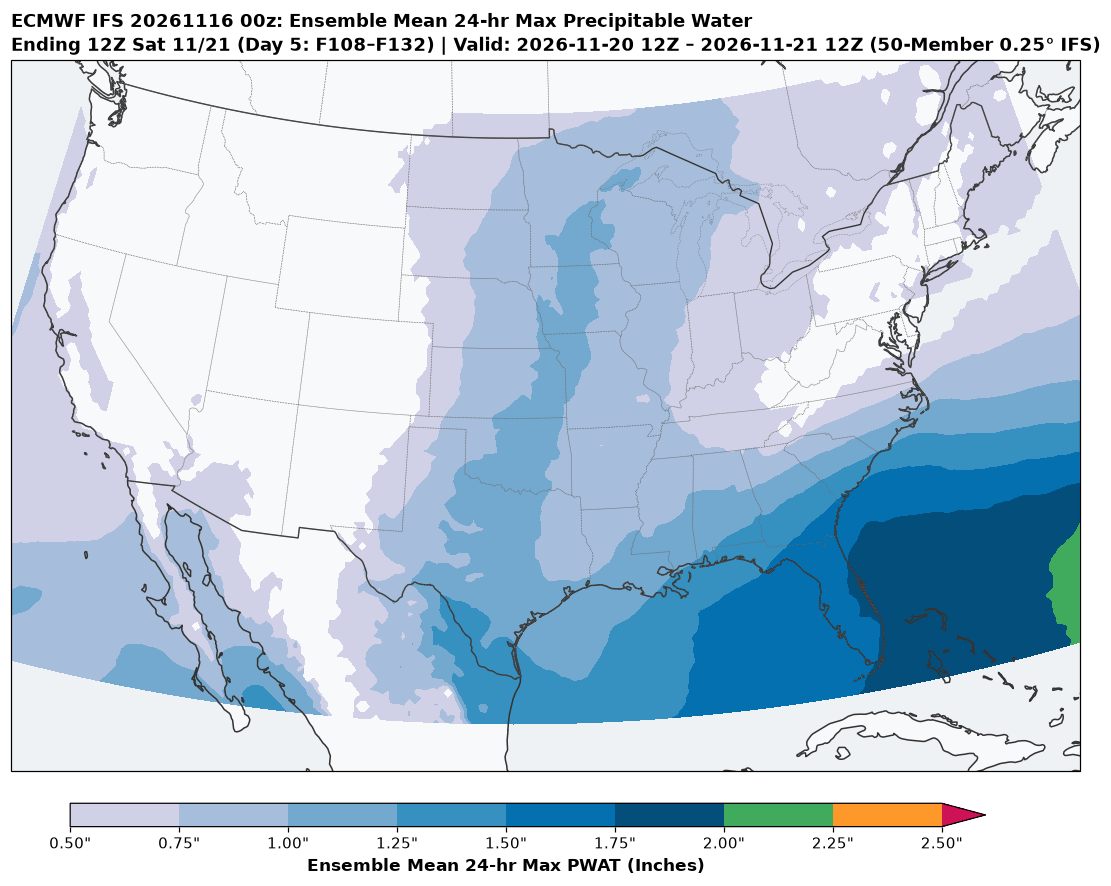 ECMWF IFS 20261116 00z: Ensemble Mean 24-hr Max Precipitable Water
Ending 12Z Sat 11/21 (Day 5: F108–F132) | Valid: 2026-11-20 12Z – 2026-11-21 12Z (50-Member 0.25° IFS)
0.50" 0.75" 1.00" 1.25" 1.50" 1.75" 2.00" 2.25" 2.50"
Ensemble Mean 24-hr Max PWAT (Inches)